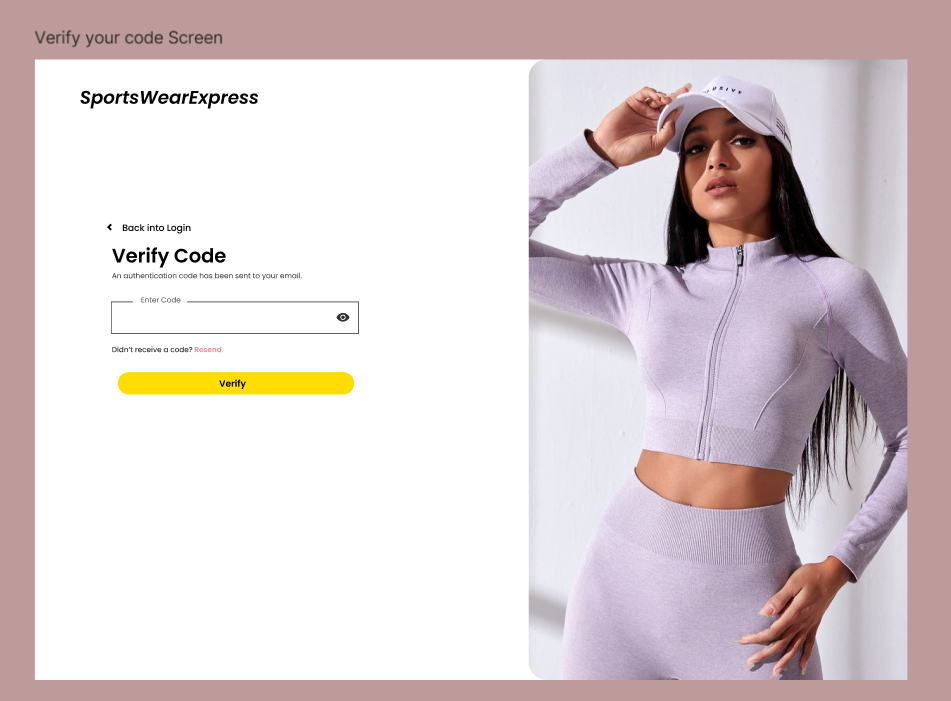 Verify your code Screen
SportsWearExpress
Back into Login
Verify Code
An authentication code has been sent to your email.
Enter Code
Didn't receive a code? Resend
Verify